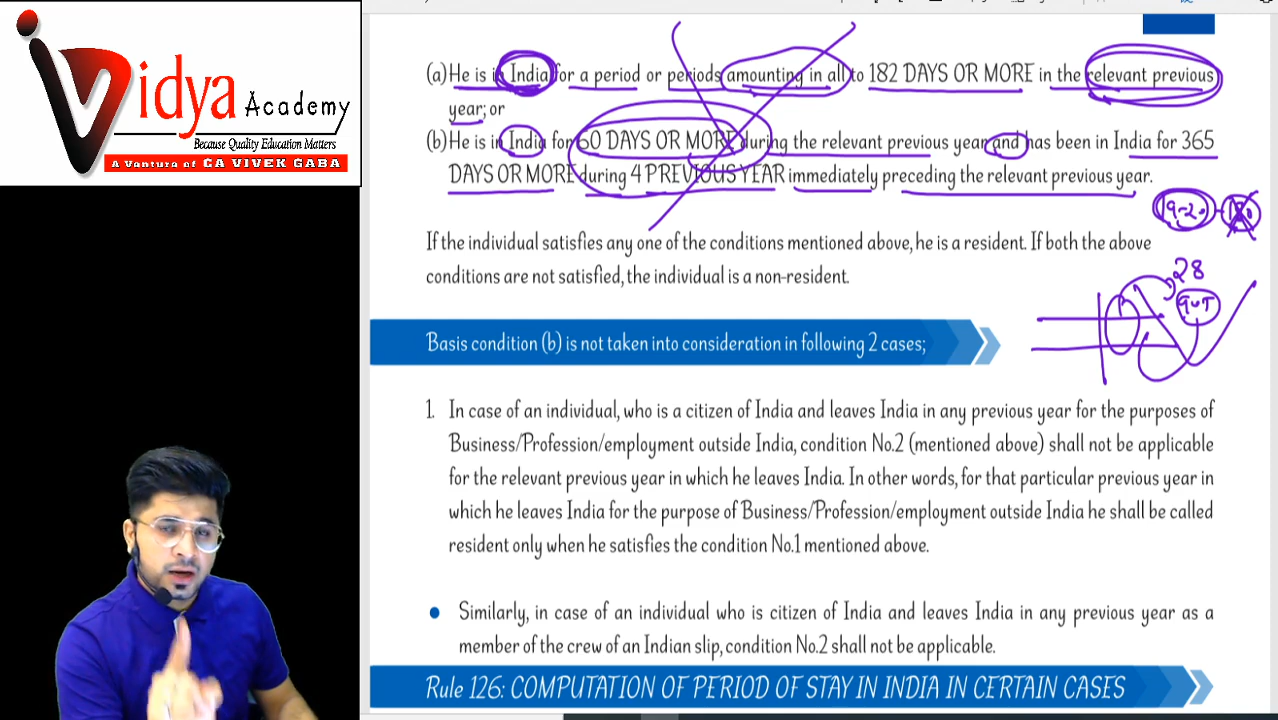 Vidya Academy
Because Quality Education Matters
A Ventura of CA VIVEK GABA
(a) He is in India for a period or periods amounting in all to 182 DAYS OR MORE in the relevant previous
year; or
(b) He is in India for 60 DAYS OR MORE during the relevant previous year and has been in India for 365
DAYS OR MORE during 4 PREVIOUS YEAR immediately preceding the relevant previous year.
19-20
If the individual satisfies any one of the conditions mentioned above, he is a resident. If both the above
conditions are not satisfied, the individual is a non-resident.
28
out
Basis condition (b) is not taken into consideration in following 2 cases;
1. In case of an individual, who is a citizen of India and leaves India in any previous year for the purposes of
Business/Profession/employment outside India, condition No.2 (mentioned above) shall not be applicable
for the relevant previous year in which he leaves India. In other words, for that particular previous year in
which he leaves India for the purpose of Business/Profession/employment outside India he shall be called
resident only when he satisfies the condition No.1 mentioned above.
• Similarly, in case of an individual who is citizen of India and leaves India in any previous year as a
member of the crew of an Indian slip, condition No.2 shall not be applicable.
Rule 126: COMPUTATION OF PERIOD OF STAY IN INDIA IN CERTAIN CASES